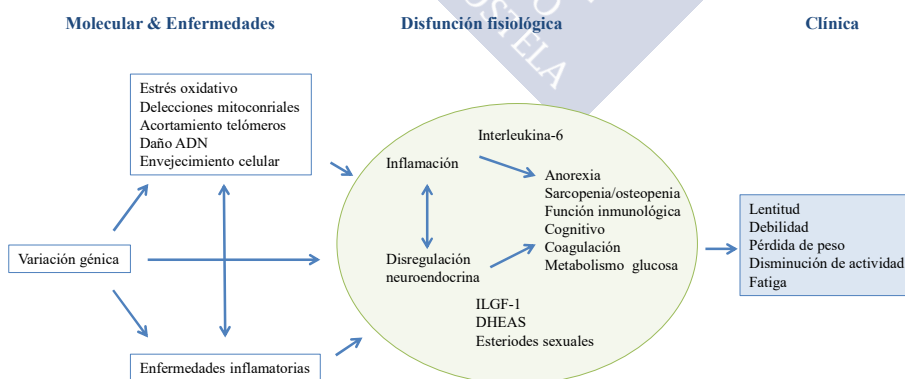 Molecular & Enfermedades
Disfunción fisiológica
Clínica
OSTELA
Estrés oxidativo
Delecciones mitoconriales
Acortamiento telómeros
Daño ADN
Envejecimiento celular
Variación génica
Enfermedades inflamatorias
Interleukina-6
Inflamación
Disregulación
neuroendocrina
Anorexia
Sarcopenia/osteopenia
Función inmunológica
Cognitivo
Coagulación
Metabolismo glucosa
ILGF-1
DHEAS
Esteriodes sexuales
Lentitud
Debilidad
Pérdida de peso
Disminución de actividad
Fatiga